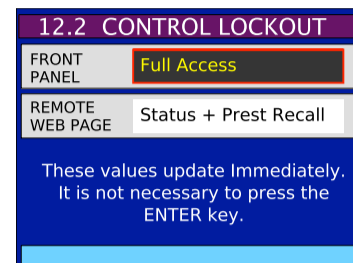 12.2 CONTROL LOCKOUT
FRONT
PANEL
Full Access
REMOTE
WEB PAGE
Status + Prest Recall
These values update Immediately.
It is not necessary to press the
ENTER key.